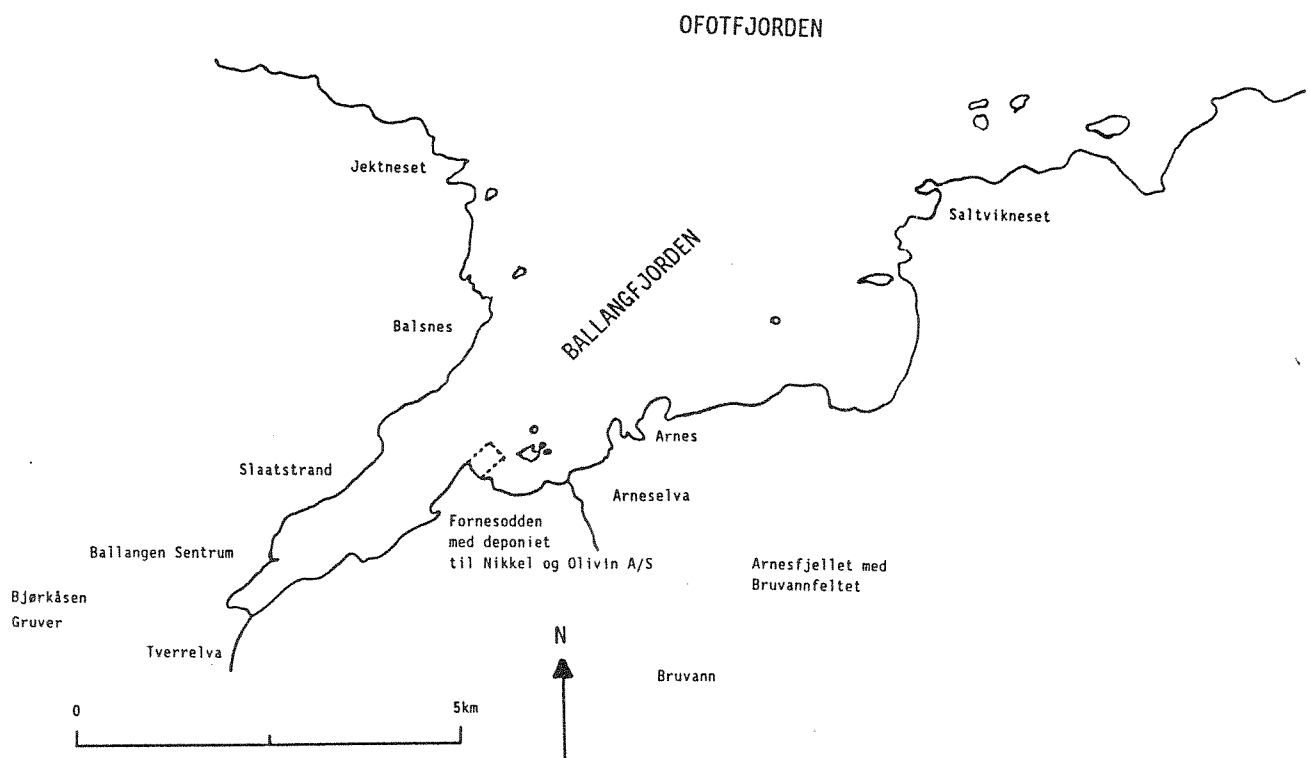 OFOTFJORDEN
Jektneset
Saltvikneset
BALLANGFJORDEN
Balsnes
Arnes
Slaatstrand
Arneselva
Fornesodden
med deponiet
til Nikkel og Olivin A/S
Ballangen Sentrum
Arnesfjellet med
Bruvannfeltet
Bjørkåsen
Gruver
Tverrelva
N
Bruvann
0
5km